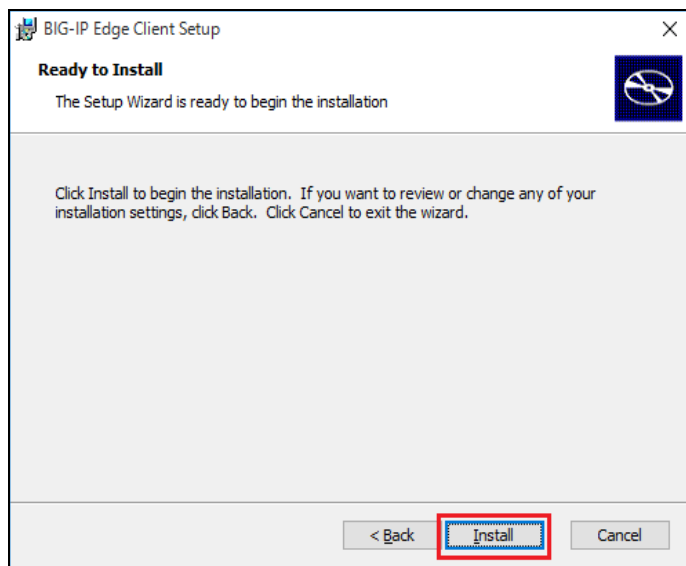 BIG-IP Edge Client Setup
Ready to Install
The Setup Wizard is ready to begin the installation
Click Install to begin the installation. If you want to review or change any of your
installation settings, click Back. Click Cancel to exit the wizard.
< Back Install Cancel